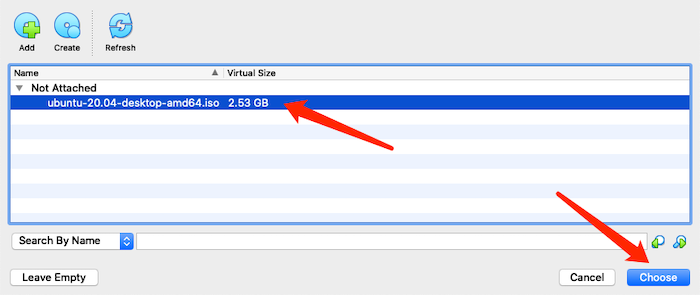 Add Create Refresh
Name Virtual Size
Not Attached
ubuntu-20.04-desktop-amd64.iso 2.53 GB
Search By Name
Leave Empty Cancel Choose